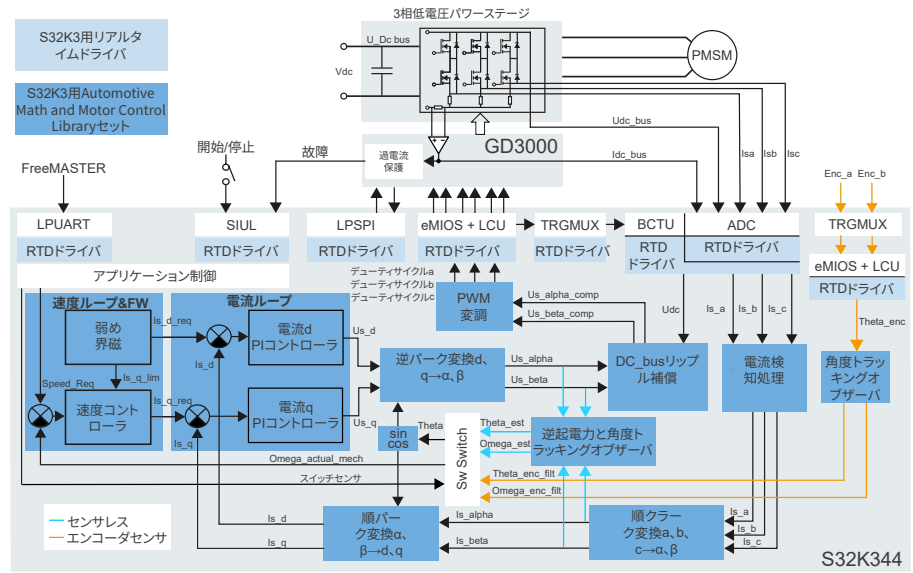 3相低電圧パワーステージ
S32K3用リアルタ
イムドライバ
S32K3用Automotive
Math and Motor Control
Libraryセット
U_Dc bus
Vdc
PMSM
GD3000
過電流
保護
故障
開始/停止
FreeMASTER
Udc_bus
Idc_bus
Isa
Isb
Isc
Enc_a
Enc_b
LPUART
RTDドライバ
SIUL
RTDドライバ
LPSPI
RTDドライバ
eMIOS + LCU
RTDドライバ
TRGMUX
RTDドライバ
BCTU
RTD
ドライバ
ADC
RTDドライバ
TRGMUX
eMIOS + LCU
RTDドライバ
アプリケーション制御
デューティサイクルa
デューティサイクルb
デューティサイクルc
PWM
変調
Us_alpha_comp
Us_beta_comp
Udc
Is_a
Is_b
Is_c
Theta_enc
速度ループ&FW
弱め
界磁
Is_d_req
Is_q_lim
Speed_Req
速度コント
ローラ
Is_q_req
電流ループ
電流d
PIコントローラ
Is_d
Us_d
電流q
PIコントローラ
Is_q
Us_q
逆パーク変換d、
q→α、β
Us_alpha
Us_beta
DC_busリップ
ル補償
電流検
知処理
角度トラッ
キングオ
ブザーバ
sin
cos
Theta
Sw Switch
Theta_est
Omega_est
逆起電力と角度ト
ラッキングオブザーバ
Omega_actual_mech
スイッチセンサ
Theta_enc_filt
Omega_enc_filt
センサレス
エンコーダセンサ
Is_d
Is_q
順パー
ク変換α、
β→d、q
Is_alpha
Is_beta
順クラー
ク変換a、b、
c→α、β
Is_a
Is_b
Is_c
S32K344